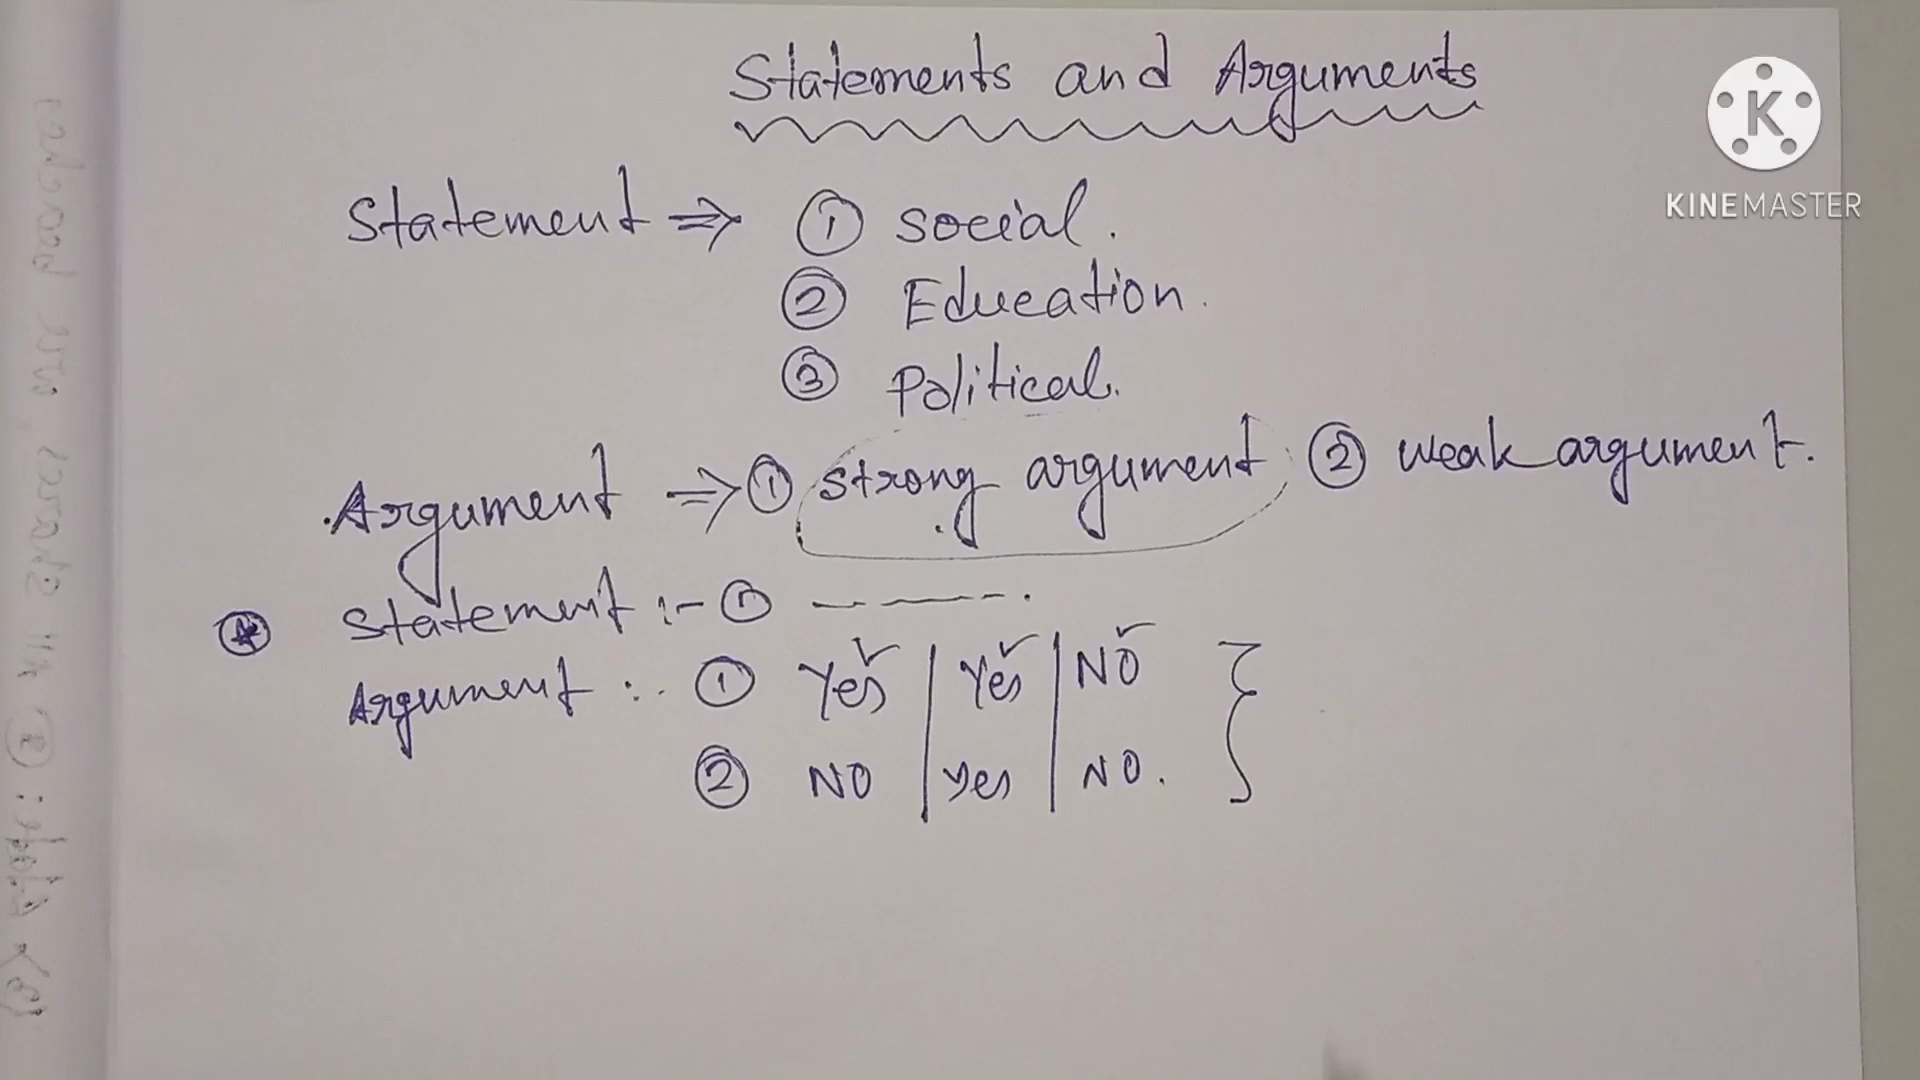 Statements and Arguments
Statement ⇒ ① Social.
② Education.
③ Political.
Argument ⇒ ① Strong argument ② weak argument.
Statement :- ① ———.
Argument :- ① Yes ✓ | Yes ✓ | NO ✓
② NO | Yes | NO.
K
KINEMASTER